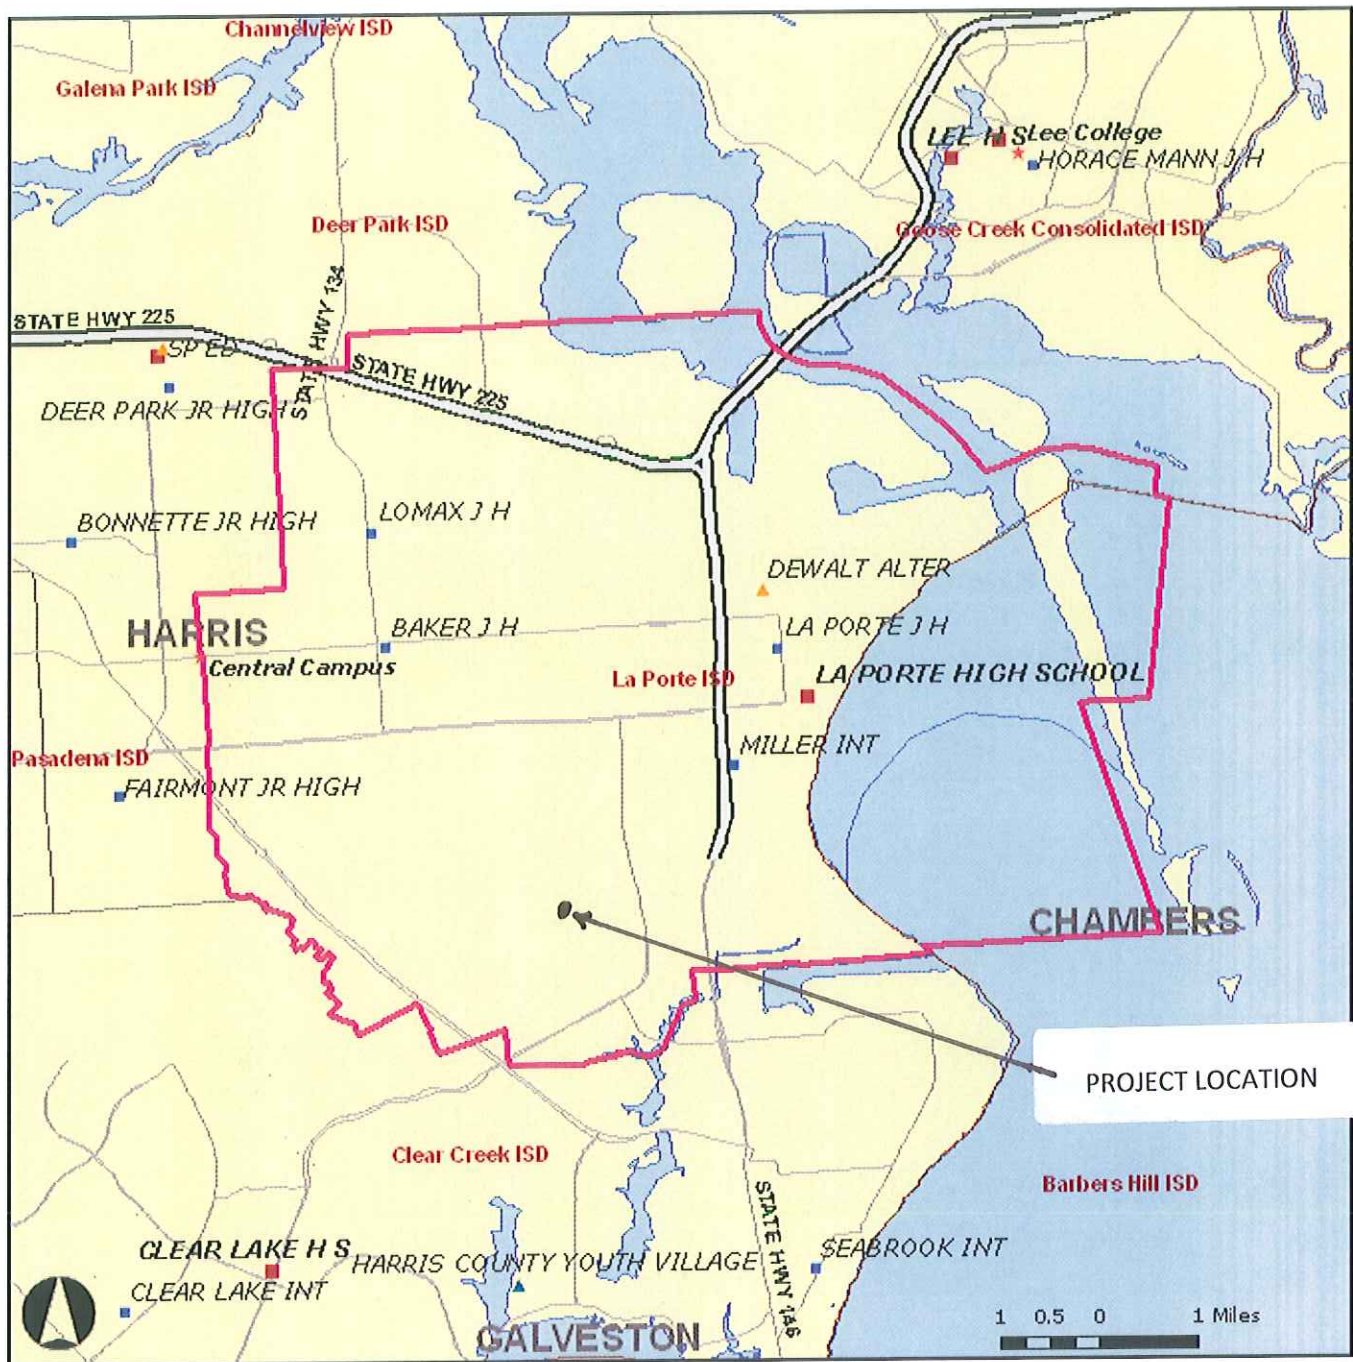 Channelview ISD
Galena Park ISD
LEE H S
Lee College
HORACE MANN J H
Deer Park ISD
Goose Creek Consolidated ISD
STATE HWY 134
STATE HWY 225
SP ED
STATE HWY 225
DEER PARK JR HIGH
BONNETTE JR HIGH
LOMAX J H
DEWALT ALTER
HARRIS
BAKER J H
LA PORTE J H
Central Campus
La Porte ISD
LA PORTE HIGH SCHOOL
MILLER INT
Pasadena ISD
FAIRMONT JR HIGH
CHAMBERS
PROJECT LOCATION
Clear Creek ISD
Barbers Hill ISD
STATE HWY 146
CLEAR LAKE H S
HARRIS COUNTY YOUTH VILLAGE
SEABROOK INT
CLEAR LAKE INT
GALVESTON
1 0.5 0 1 Miles